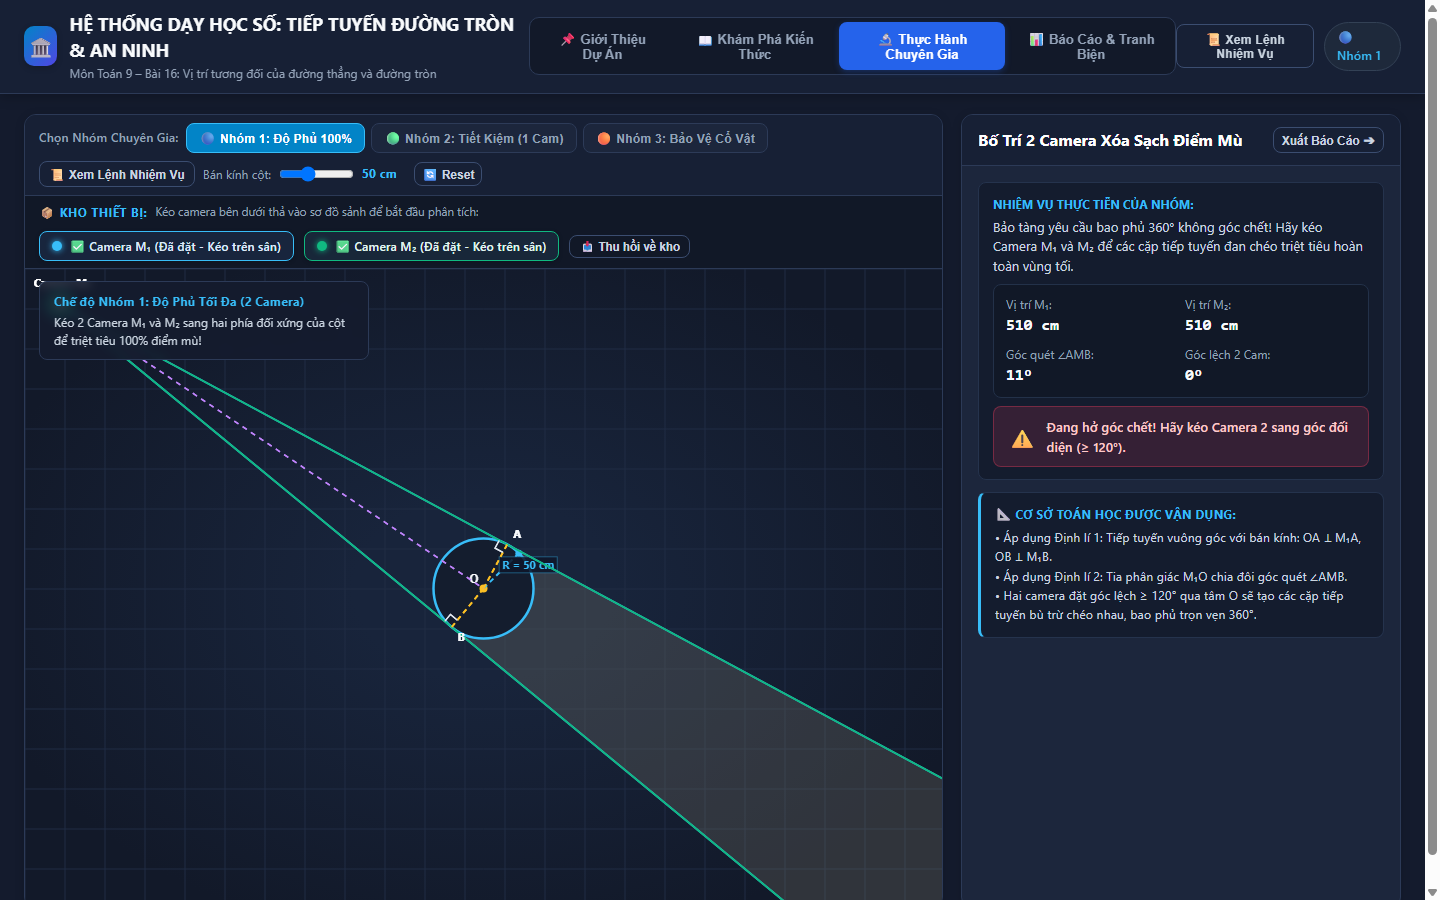 HỆ THỐNG DẠY HỌC SỐ: TIẾP TUYẾN ĐƯỜNG TRÒN
& AN NINH
Môn Toán 9 – Bài 16: Vị trí tương đối của đường thẳng và đường tròn
📌 Giới Thiệu
Dự Án
📖 Khám Phá Kiến
Thức
🔬 Thực Hành
Chuyên Gia
📊 Báo Cáo & Tranh
Biện
📜 Xem Lệnh
Nhiệm Vụ
🔵
Nhóm 1
Chọn Nhóm Chuyên Gia:
🔵 Nhóm 1: Độ Phủ 100%
🟢 Nhóm 2: Tiết Kiệm (1 Cam)
🟠 Nhóm 3: Bảo Vệ Cổ Vật
📜 Xem Lệnh Nhiệm Vụ
Bán kính cột:
50 cm
🔄 Reset
📦 KHO THIẾT BỊ:
Kéo camera bên dưới thả vào sơ đồ sảnh để bắt đầu phân tích:
✅ Camera M₁ (Đã đặt - Kéo trên sân)
✅ Camera M₂ (Đã đặt - Kéo trên sân)
📥 Thu hồi về kho
Chế độ Nhóm 1: Độ Phủ Tối Đa (2 Camera)
Kéo 2 Camera M₁ và M₂ sang hai phía đối xứng của cột
để triệt tiêu 100% điểm mù!
A
R = 50 cm
O
B
Bố Trí 2 Camera Xóa Sạch Điểm Mù
Xuất Báo Cáo ➔
NHIỆM VỤ THỰC TIỄN CỦA NHÓM:
Bảo tàng yêu cầu bao phủ 360° không góc chết! Hãy kéo
Camera M₁ và M₂ để các cặp tiếp tuyến đan chéo triệt tiêu hoàn
toàn vùng tối.
Vị trí M₁:
510 cm
Vị trí M₂:
510 cm
Góc quét ∠AMB:
11°
Góc lệch 2 Cam:
0°
⚠️ Đang hở góc chết! Hãy kéo Camera 2 sang góc đối
diện (≥ 120°).
📐 CƠ SỞ TOÁN HỌC ĐƯỢC VẬN DỤNG:
• Áp dụng Định lí 1: Tiếp tuyến vuông góc với bán kính: OA ⊥ M₁A,
OB ⊥ M₁B.
• Áp dụng Định lí 2: Tia phân giác M₁O chia đôi góc quét ∠AMB.
• Hai camera đặt góc lệch ≥ 120° qua tâm O sẽ tạo các cặp tiếp
tuyến bù trừ chéo nhau, bao phủ trọn vẹn 360°.